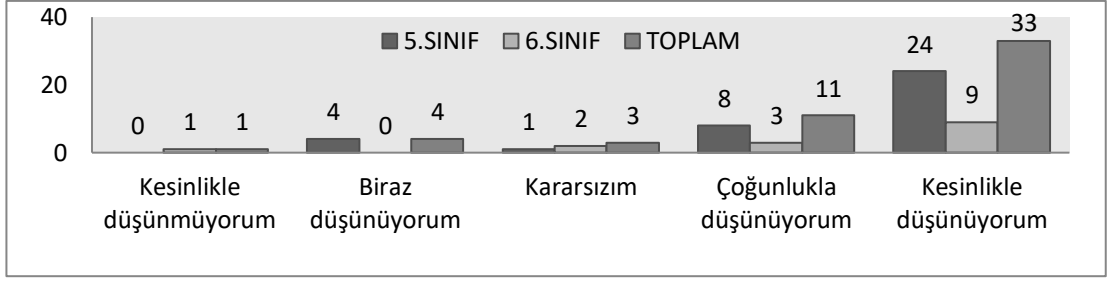 40
20
0
5.SINIF 6.SINIF TOPLAM
0 1 1 4 0 4 1 2 3 8 3 11 24 9 33
Kesinlikle düşünmüyorum
Biraz düşünüyorum
Kararsızım
Çoğunlukla düşünüyorum
Kesinlikle düşünüyorum